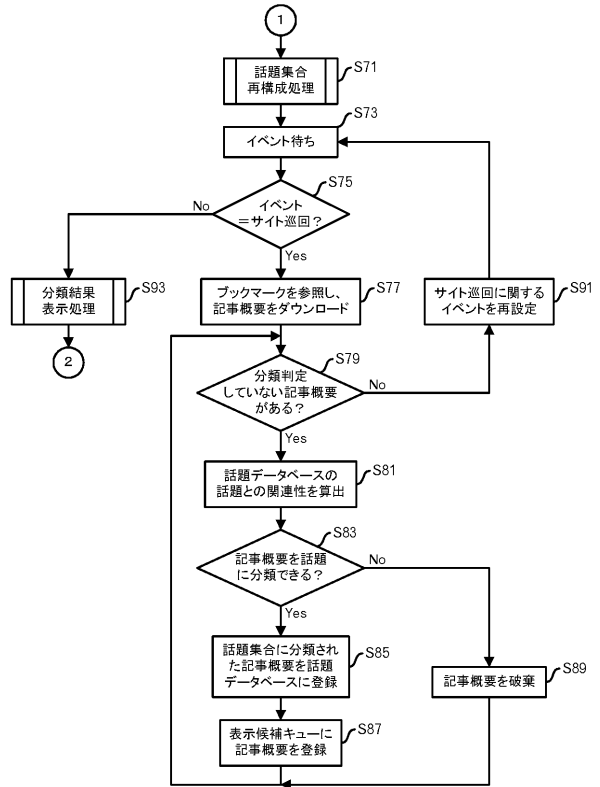 1
話題集合
再構成処理
S71
イベント待ち
S73
イベント
＝サイト巡回？
S75
No
Yes
分類結果
表示処理
S93
2
ブックマークを参照し、
記事概要をダウンロード
S77
サイト巡回に関する
イベントを再設定
S91
分類判定
していない記事概要
がある？
S79
No
Yes
話題データベースの
話題との関連性を算出
S81
記事概要を話題
に分類できる？
S83
No
Yes
話題集合に分類され
た記事概要を話題
データベースに登録
S85
記事概要を破棄
S89
表示候補キューに
記事概要を登録
S87